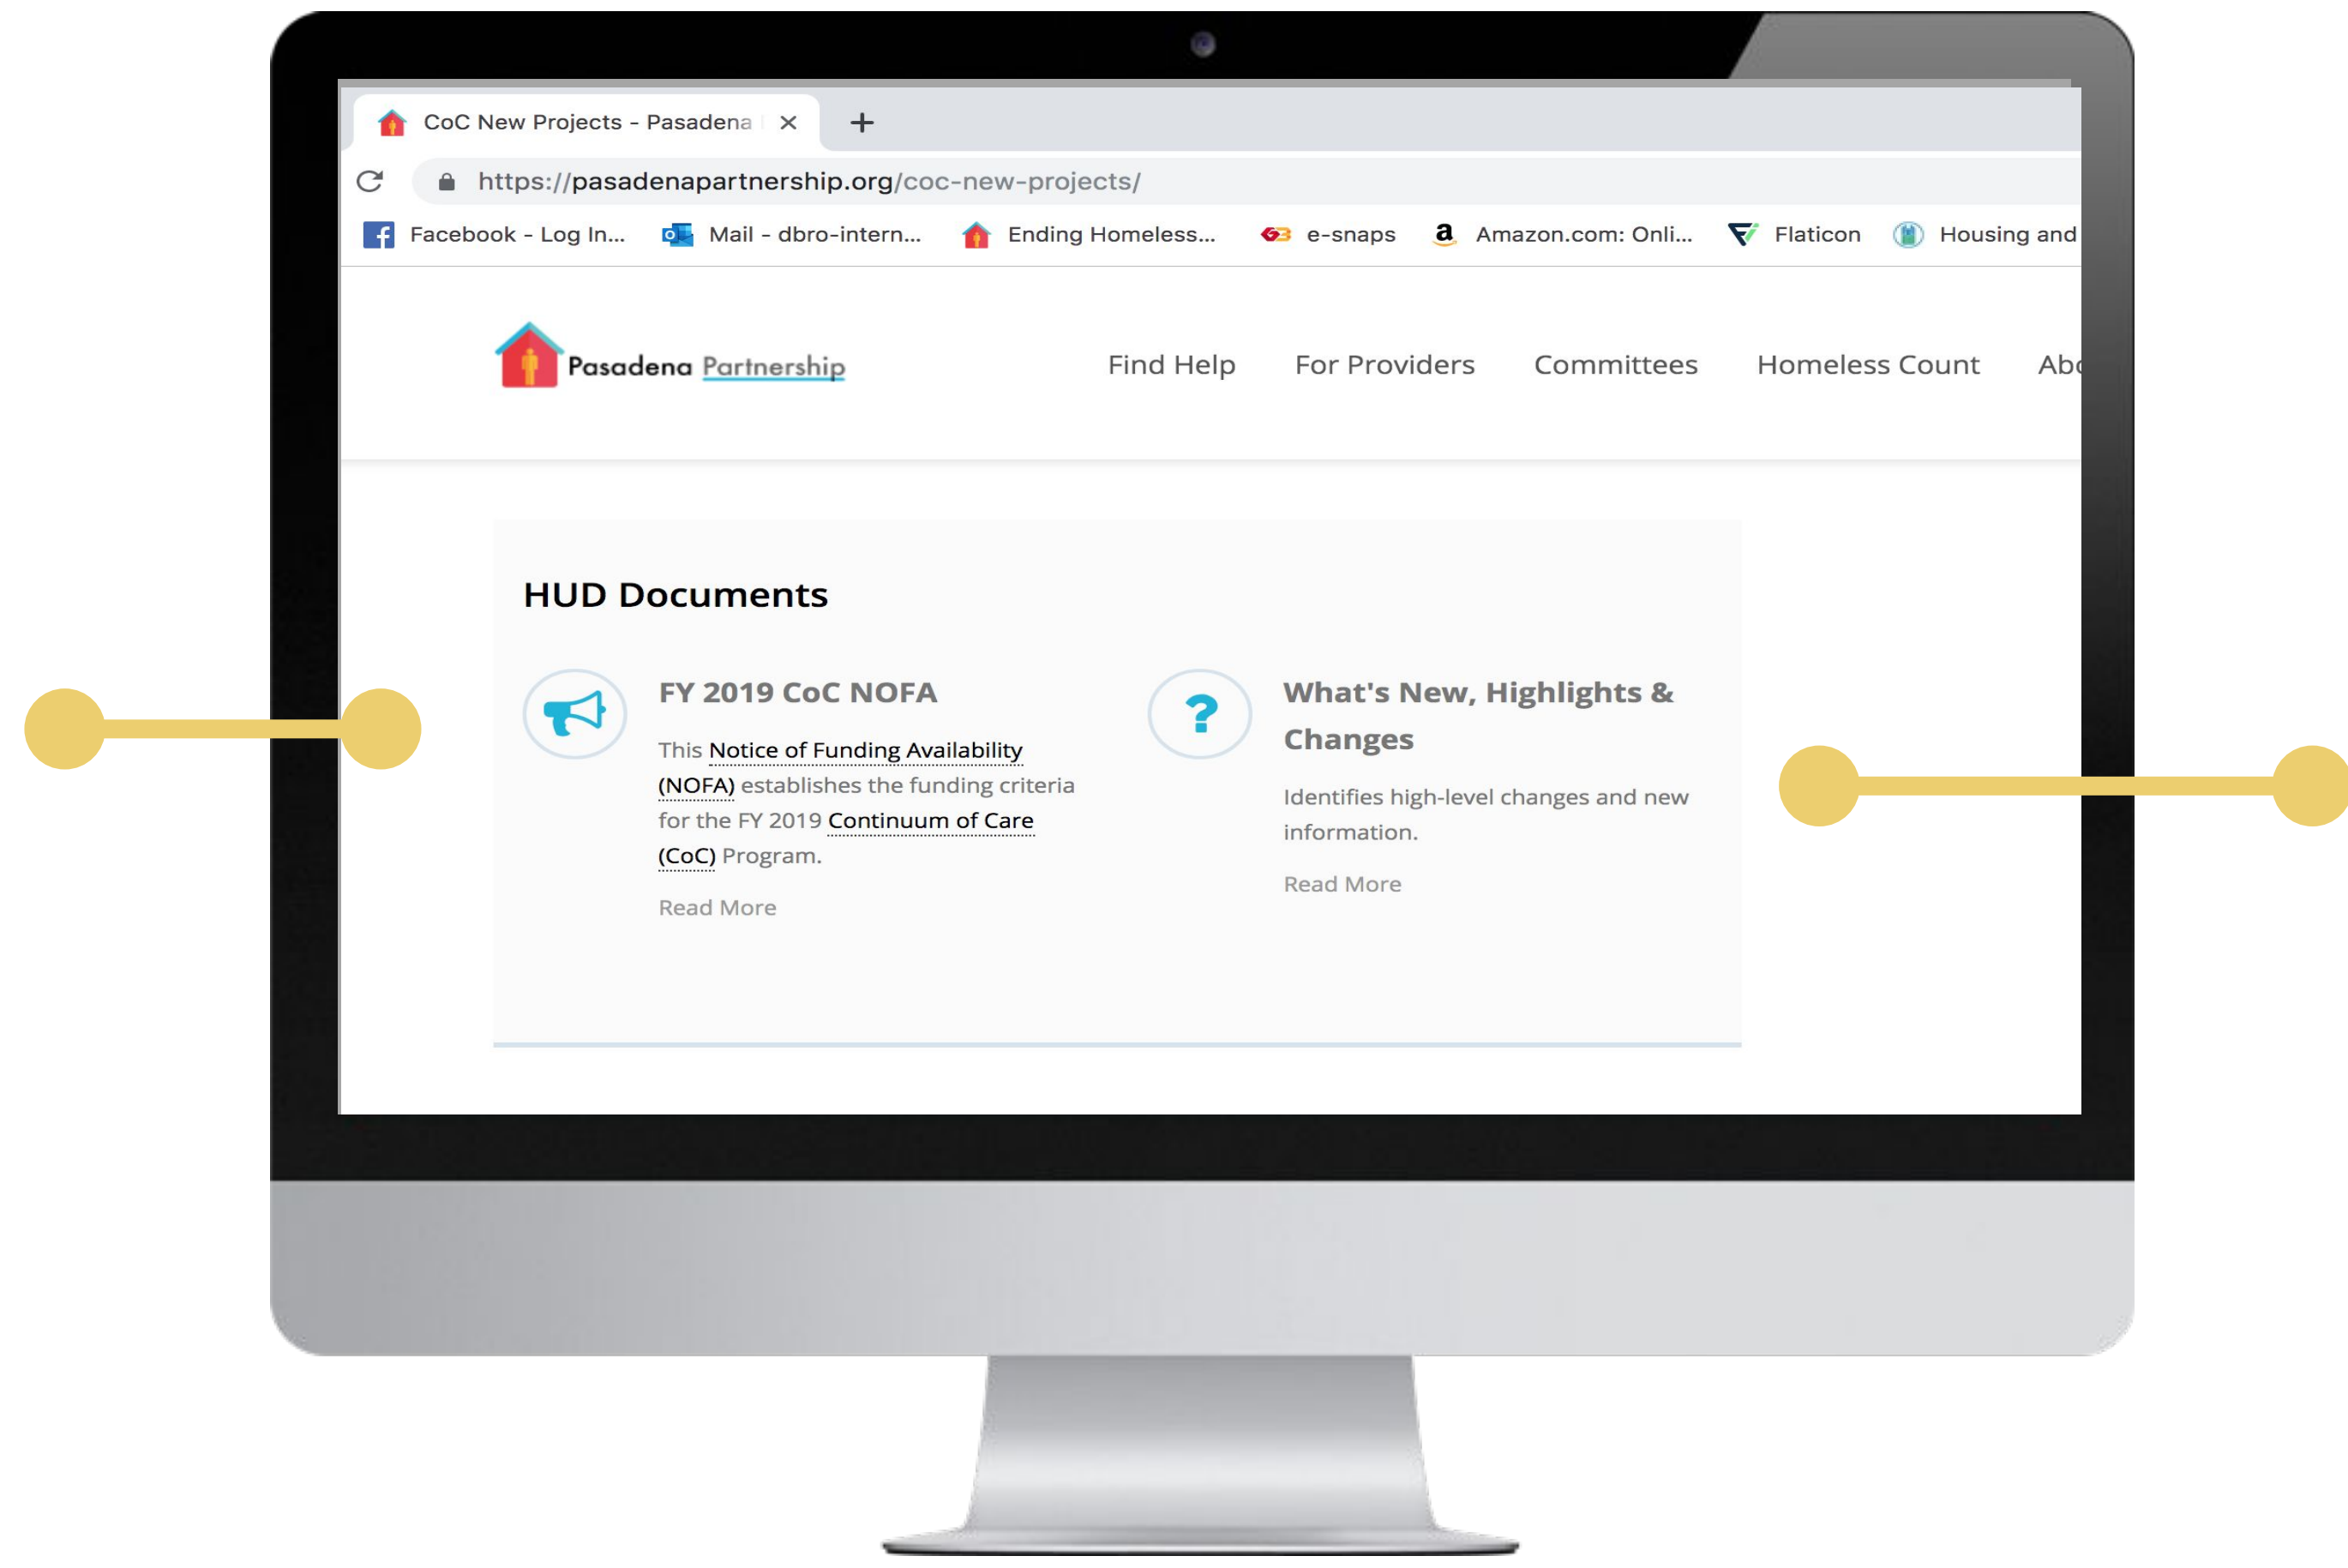 CoC New Projects - Pasadena
https://pasadenapartnership.org/coc-new-projects/
Facebook - Log In... Mail - dbro-intern... Ending Homeless... e-snaps Amazon.com: Onli... Flaticon Housing and
Pasadena Partnership Find Help For Providers Committees Homeless Count Abo
HUD Documents
FY 2019 CoC NOFA
This Notice of Funding Availability
(NOFA) establishes the funding criteria
for the FY 2019 Continuum of Care
(CoC) Program.
Read More
What's New, Highlights &
Changes
Identifies high-level changes and new
information.
Read More